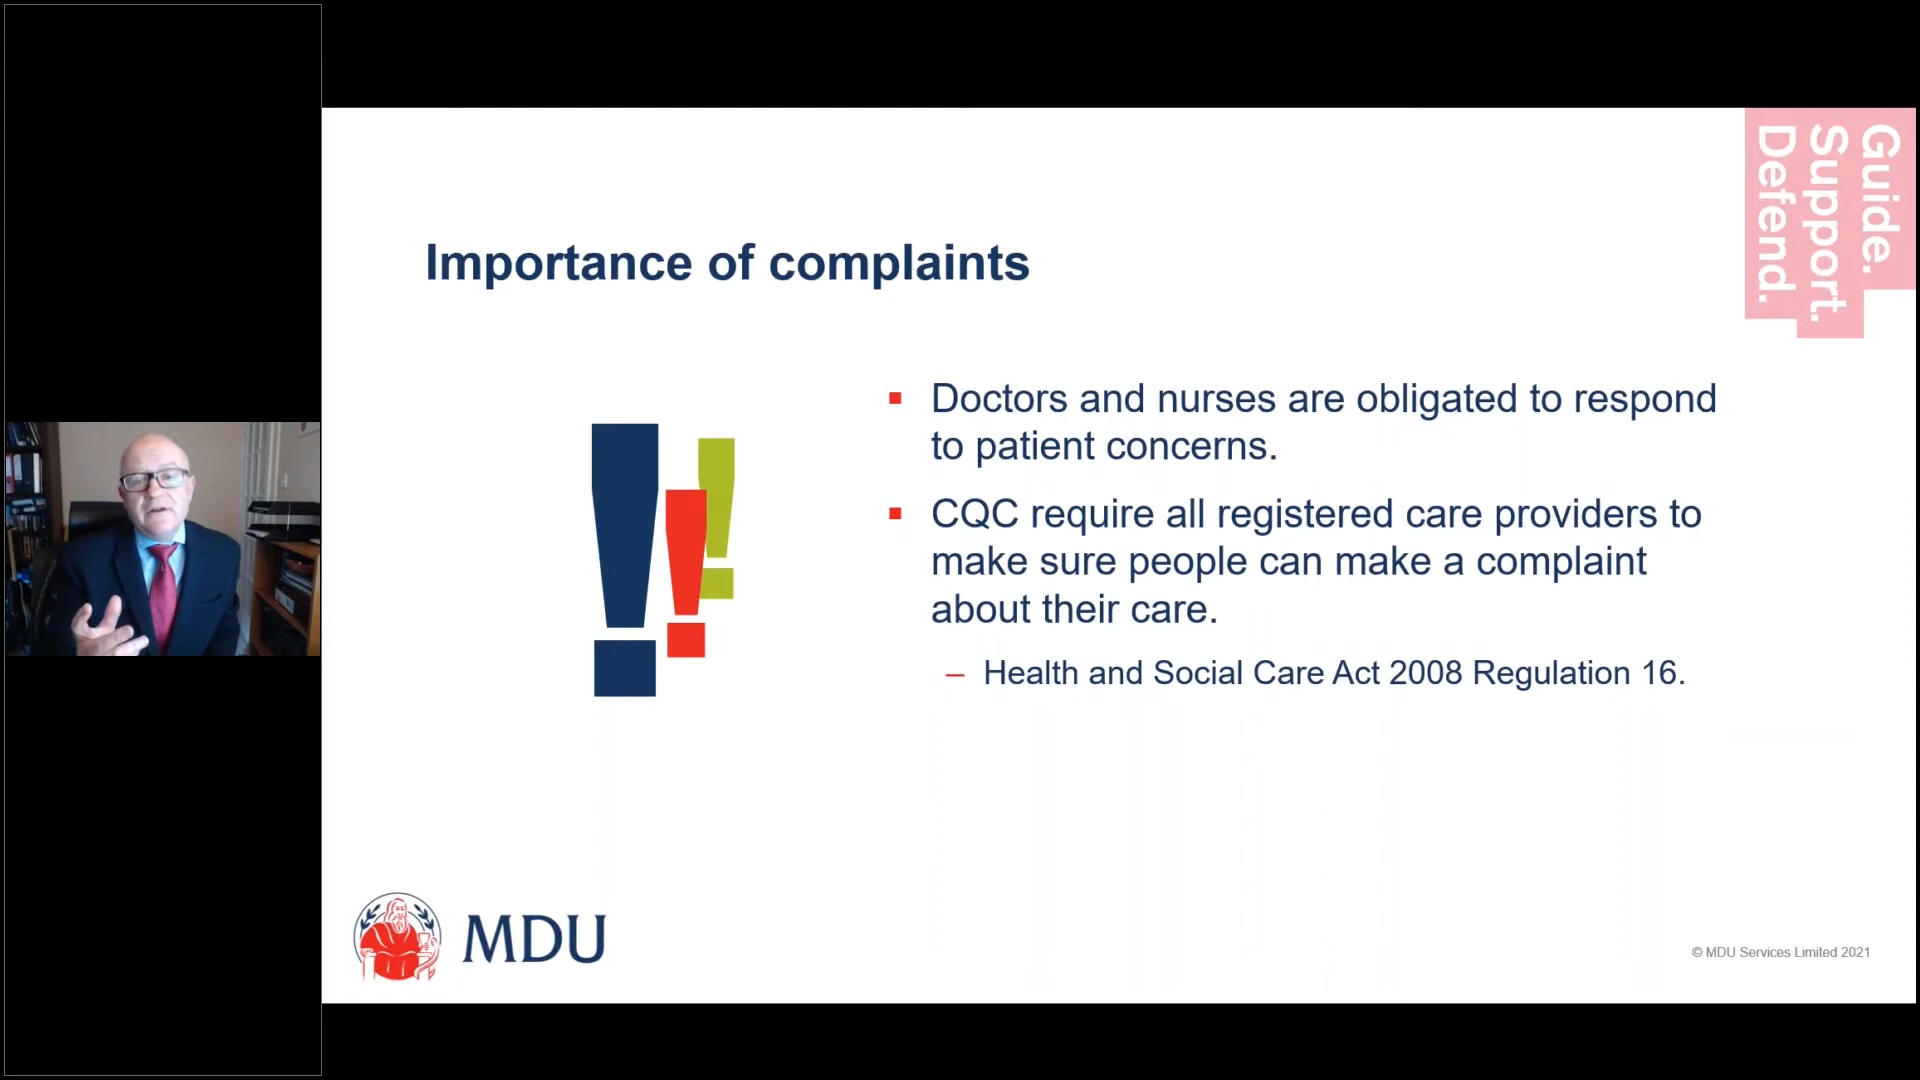 Guide.
Support.
Defend.
Importance of complaints
Doctors and nurses are obligated to respond
to patient concerns.
CQC require all registered care providers to
make sure people can make a complaint
about their care.
– Health and Social Care Act 2008 Regulation 16.
MDU
© MDU Services Limited 2021